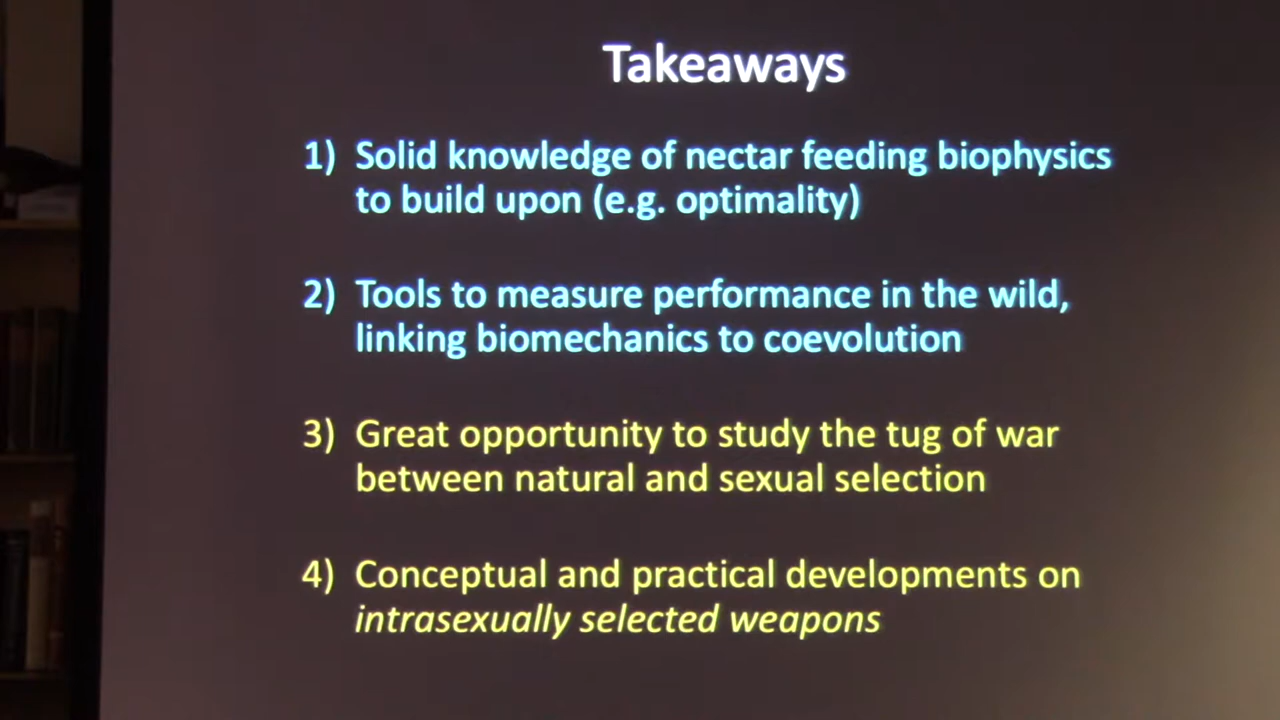 Takeaways
1) Solid knowledge of nectar feeding biophysics
to build upon (e.g. optimality)
2) Tools to measure performance in the wild,
linking biomechanics to coevolution
3) Great opportunity to study the tug of war
between natural and sexual selection
4) Conceptual and practical developments on
intrasexually selected weapons